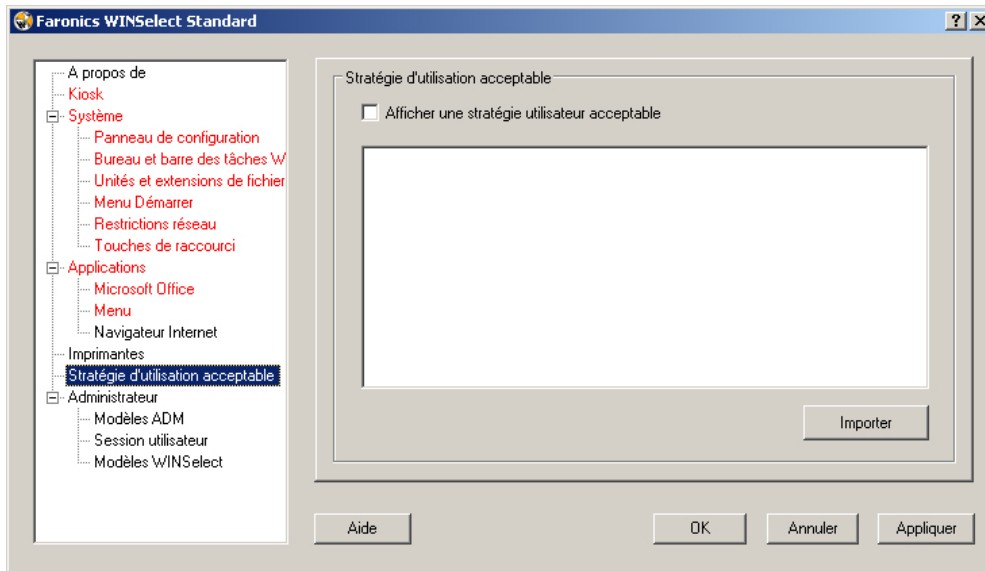 Faronics WINSelect Standard
A propos de
Kiosk
Système
Panneau de configuration
Bureau et barre des tâches W
Unités et extensions de fichier
Menu Démarrer
Restrictions réseau
Touches de raccourci
Applications
Microsoft Office
Menu
Navigateur Internet
Imprimantes
Stratégie d'utilisation acceptable
Administrateur
Modèles ADM
Session utilisateur
Modèles WINSelect
Stratégie d'utilisation acceptable
Afficher une stratégie utilisateur acceptable
Importer
Aide
OK
Annuler
Appliquer